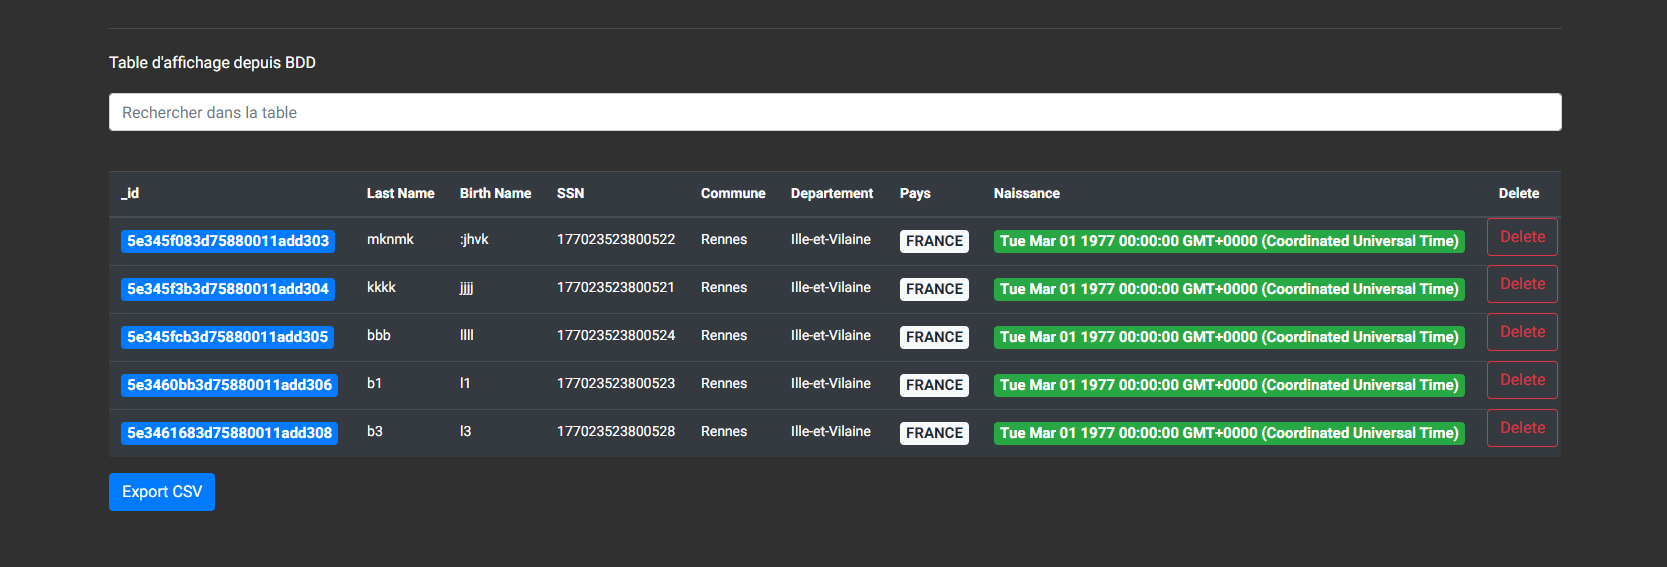 Table d'affichage depuis BDD
Rechercher dans la table
_id Last Name Birth Name SSN Commune Departement Pays Naissance Delete
5e345f083d75880011add303 mknmk :jhvk 177023523800522 Rennes Ille-et-Vilaine FRANCE Tue Mar 01 1977 00:00:00 GMT+0000 (Coordinated Universal Time) Delete
5e345f3b3d75880011add304 kkkk jjjj 177023523800521 Rennes Ille-et-Vilaine FRANCE Tue Mar 01 1977 00:00:00 GMT+0000 (Coordinated Universal Time) Delete
5e345fcb3d75880011add305 bbb llll 177023523800524 Rennes Ille-et-Vilaine FRANCE Tue Mar 01 1977 00:00:00 GMT+0000 (Coordinated Universal Time) Delete
5e3460bb3d75880011add306 b1 l1 177023523800523 Rennes Ille-et-Vilaine FRANCE Tue Mar 01 1977 00:00:00 GMT+0000 (Coordinated Universal Time) Delete
5e3461683d75880011add308 b3 l3 177023523800528 Rennes Ille-et-Vilaine FRANCE Tue Mar 01 1977 00:00:00 GMT+0000 (Coordinated Universal Time) Delete
Export CSV